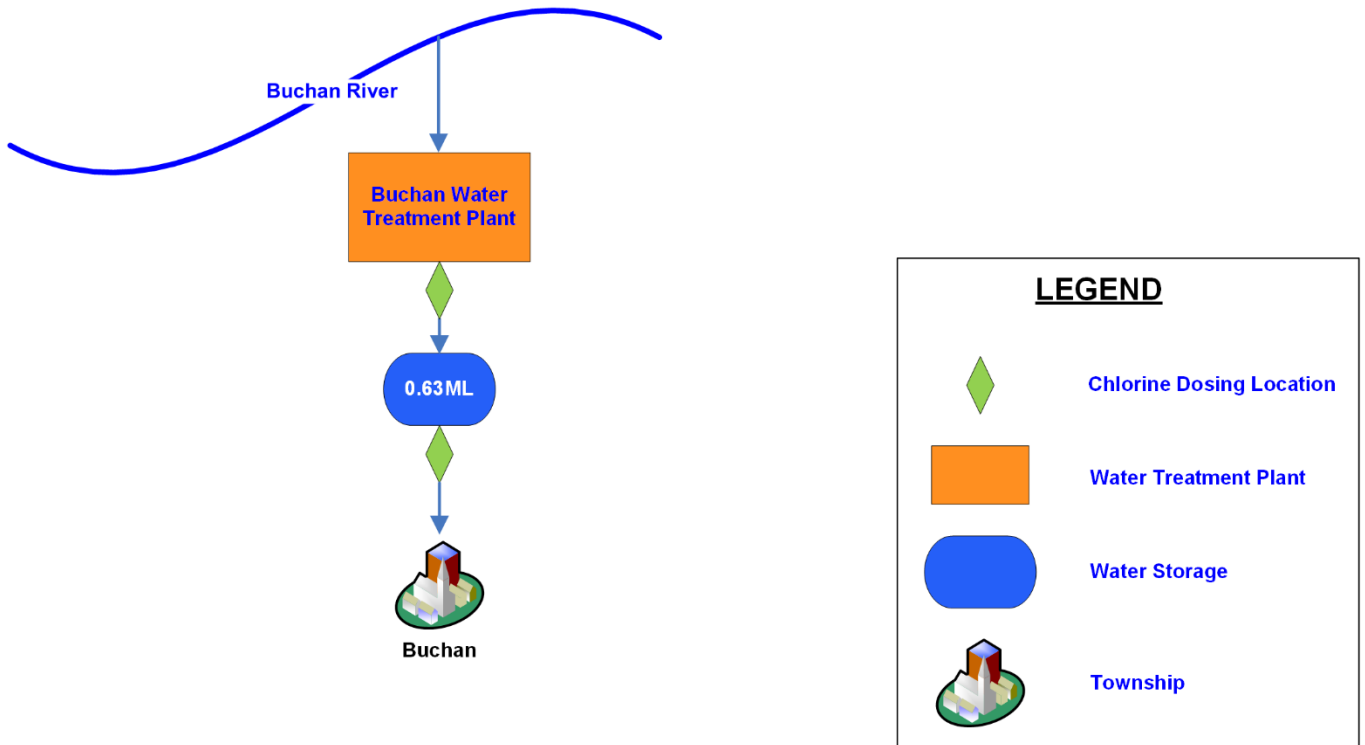 Buchan River
Buchan Water
Treatment Plant
0.63ML
Buchan
LEGEND
Chlorine Dosing Location
Water Treatment Plant
Water Storage
Township